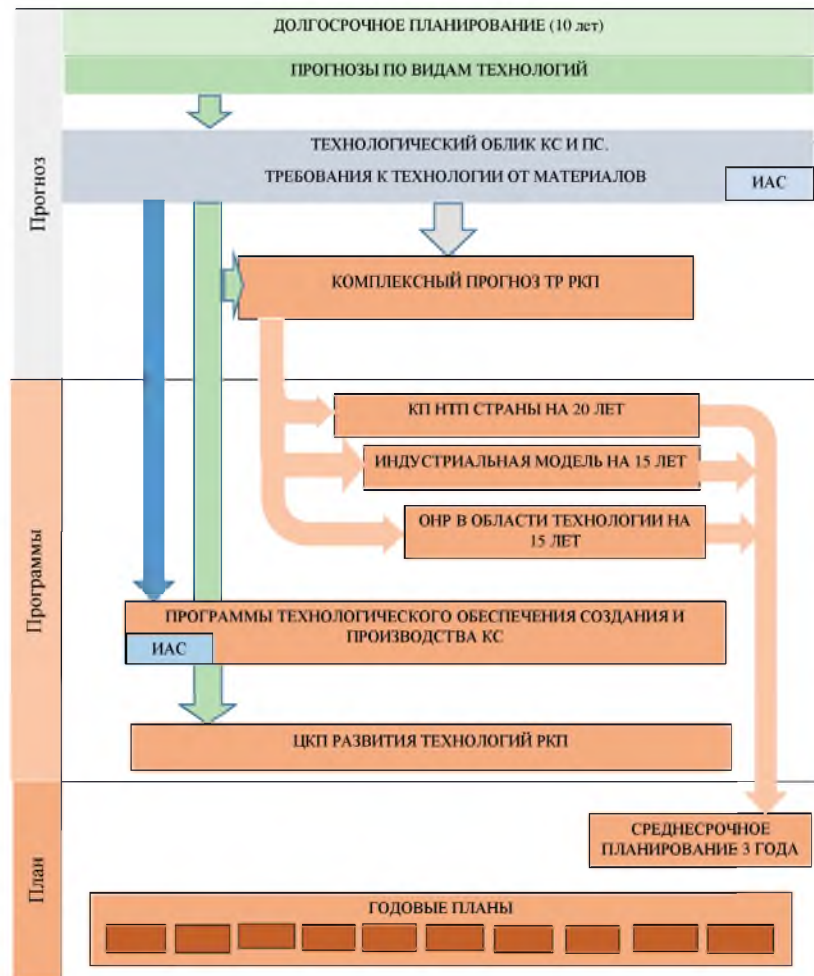 ДОЛГОСРОЧНОЕ ПЛАНИРОВАНИЕ (10 лет)
ПРОГНОЗЫ ПО ВИДАМ ТЕХНОЛОГИЙ
Прогноз
ТЕХНОЛОГИЧЕСКИЙ ОБЛИК КС И ПС.
ТРЕБОВАНИЯ К ТЕХНОЛОГИИ ОТ МАТЕРИАЛОВ
ИАС
КОМПЛЕКСНЫЙ ПРОГНОЗ ТР РКП
Программы
КП НТП СТРАНЫ НА 20 ЛЕТ
ИНДУСТРИАЛЬНАЯ МОДЕЛЬ НА 15 ЛЕТ
ОНР В ОБЛАСТИ ТЕХНОЛОГИИ НА
15 ЛЕТ
ПРОГРАММЫ ТЕХНОЛОГИЧЕСКОГО ОБЕСПЕЧЕНИЯ СОЗДАНИЯ И
ПРОИЗВОДСТВА КС
ИАС
ЦКП РАЗВИТИЯ ТЕХНОЛОГИЙ РКП
План
СРЕДНЕСРОЧНОЕ
ПЛАНИРОВАНИЕ 3 ГОДА
ГОДОВЫЕ ПЛАНЫ